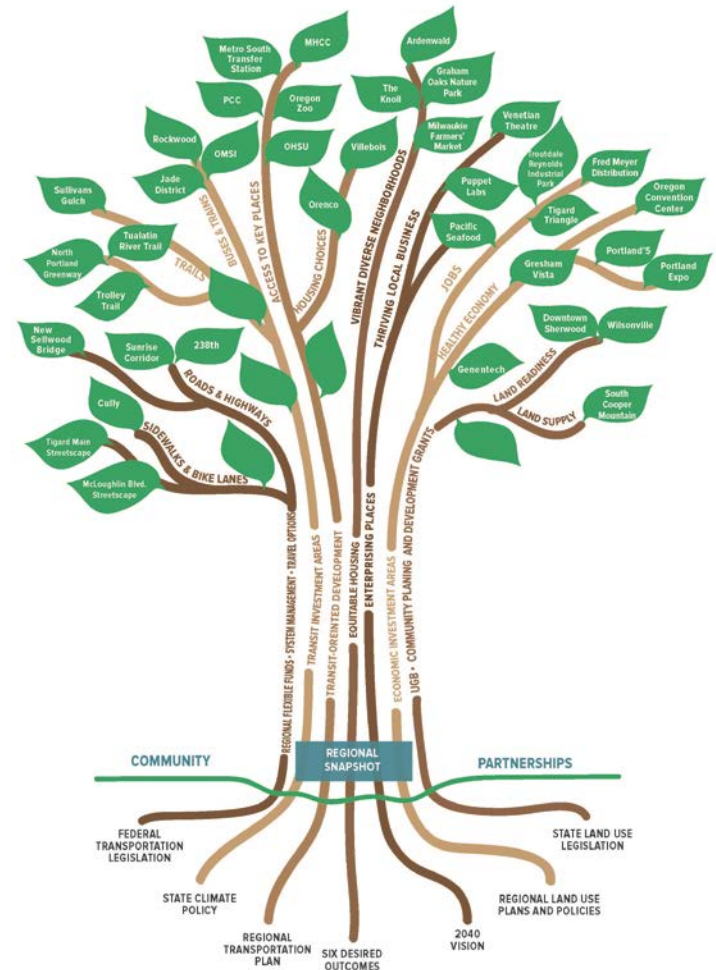 MHCC
Metro South
Transfer
Station
PCC
Oregon
Zoo
Rockwood
OMSI
OHSU
Jade
District
Villebois
Orenco
Ardenwald
Graham
Oaks Nature
Park
The
Knoll
Milwaukie
Farmers'
Market
Venetian
Theatre
Puppet
Labs
Pacific
Seafood
Troutdale
Reynolds
Industrial
Park
Fred Meyer
Distribution
Tigard
Triangle
Oregon
Convention
Center
Gresham
Vista
Portland'5
Portland
Expo
Sullivans
Gulch
Tualatin
River Trail
North
Portland
Greenway
Trolley
Trail
New
Sellwood
Bridge
Sunrise
Corridor
238th
Cully
Tigard Main
Streetscape
McLoughlin Blvd.
Streetscape
Genentech
Downtown
Sherwood
Wilsonville
South
Cooper
Mountain
TRAILS
BUSES & TRAINS
ACCESS TO KEY PLACES
HOUSING CHOICES
VIBRANT DIVERSE NEIGHBORHOODS
THRIVING LOCAL BUSINESS
JOBS
HEALTHY ECONOMY
LAND READINESS
LAND SUPPLY
ROADS & HIGHWAYS
SIDEWALKS & BIKE LANES
REGIONAL FLEXIBLE FUNDS • SYSTEM MANAGEMENT • TRAVEL OPTIONS
TRANSIT INVESTMENT AREAS
TRANSIT-OREINTED DEVELOPMENT
EQUITABLE HOUSING
ENTERPRISING PLACES
ECONOMIC INVESTMENT AREAS
UGB • COMMUNITY PLANING AND DEVELOPMENT GRANTS
COMMUNITY
REGIONAL
SNAPSHOT
PARTNERSHIPS
FEDERAL
TRANSPORTATION
LEGISLATION
STATE CLIMATE
POLICY
REGIONAL
TRANSPORTATION
PLAN
SIX DESIRED
OUTCOMES
2040
VISION
REGIONAL LAND USE
PLANS AND POLICIES
STATE LAND USE
LEGISLATION